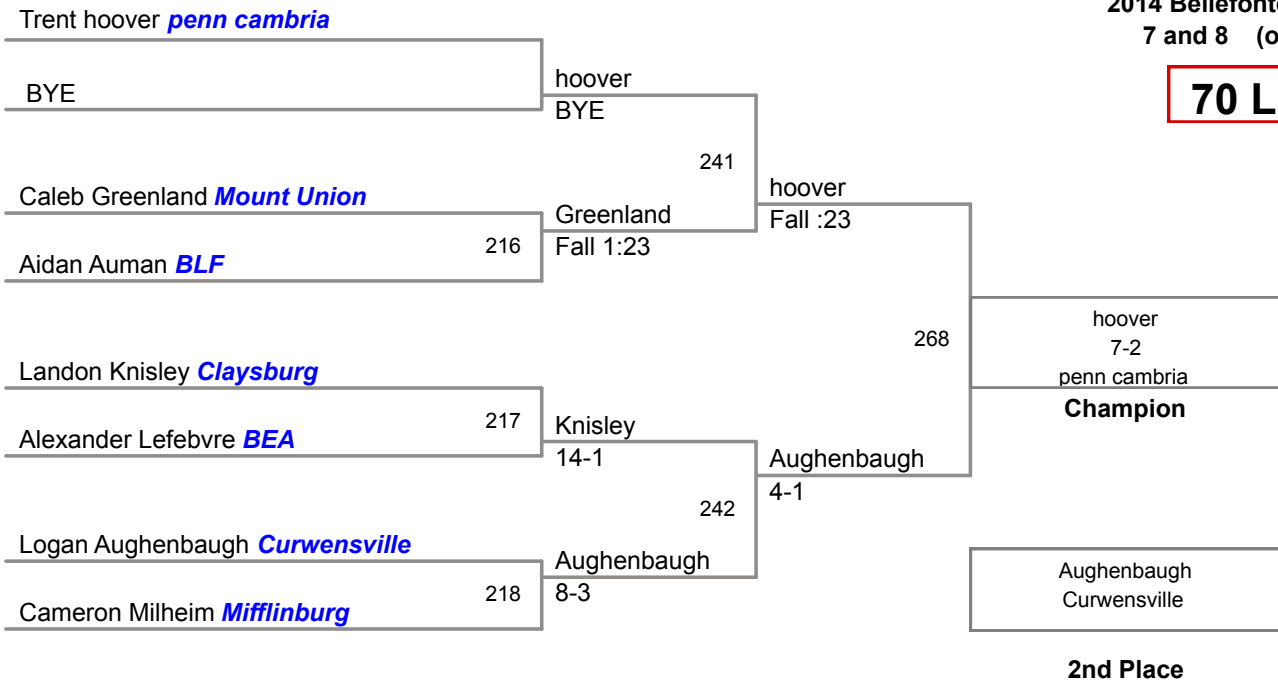 Trent hoover penn cambria
2014 Bellefonte
7 and 8 (o
70 L
BYE
hoover
BYE
241
Caleb Greenland Mount Union
hoover
Fall :23
Greenland
Fall 1:23
216
Aidan Auman BLF
268
hoover
7-2
penn cambria
Champion
Landon Knisley Claysburg
217
Knisley
14-1
Alexander Lefebvre BEA
Aughenbaugh
4-1
242
Logan Aughenbaugh Curwensville
Aughenbaugh
8-3
218
Cameron Milheim Mifflinburg
Aughenbaugh
Curwensville
2nd Place